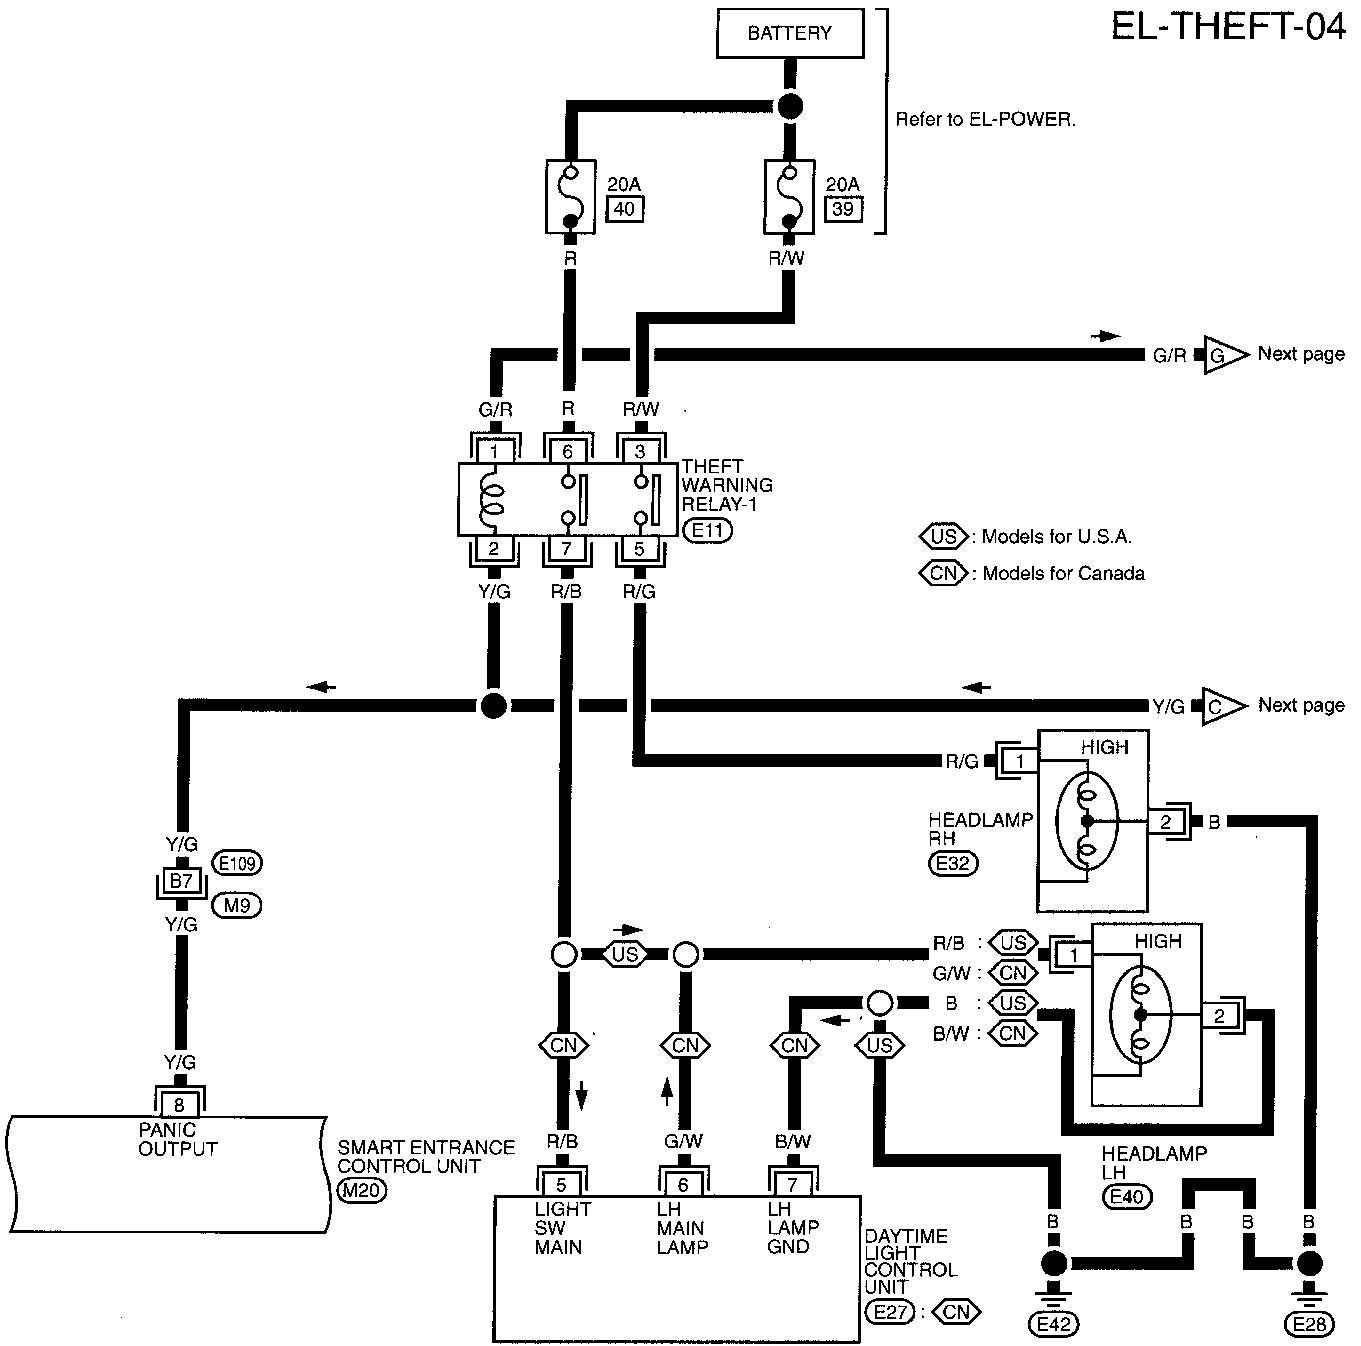 EL-THEFT-04
BATTERY
Refer to EL-POWER.
20A
40
20A
39
R
R/W
G/R
G
Next page
G/R
R
R/W
1
6
3
THEFT
WARNING
RELAY-1
E11
2
7
5
US : Models for U.S.A.
CN : Models for Canada
Y/G
R/B
R/G
Y/G
C
Next page
R/G
1
HIGH
HEADLAMP
RH
E32
2
B
Y/G
E109
B7
M9
Y/G
US
R/B : US
G/W : CN
B : US
B/W : CN
1
HIGH
2
CN
CN
CN
US
Y/G
8
PANIC
OUTPUT
SMART ENTRANCE
CONTROL UNIT
M20
R/B
G/W
B/W
5
6
7
LIGHT
SW
MAIN
LH
MAIN
LAMP
LH
LAMP
GND
HEADLAMP
LH
E40
B
B
B
B
DAYTIME
LIGHT
CONTROL
UNIT
E27 : CN
E42
E28